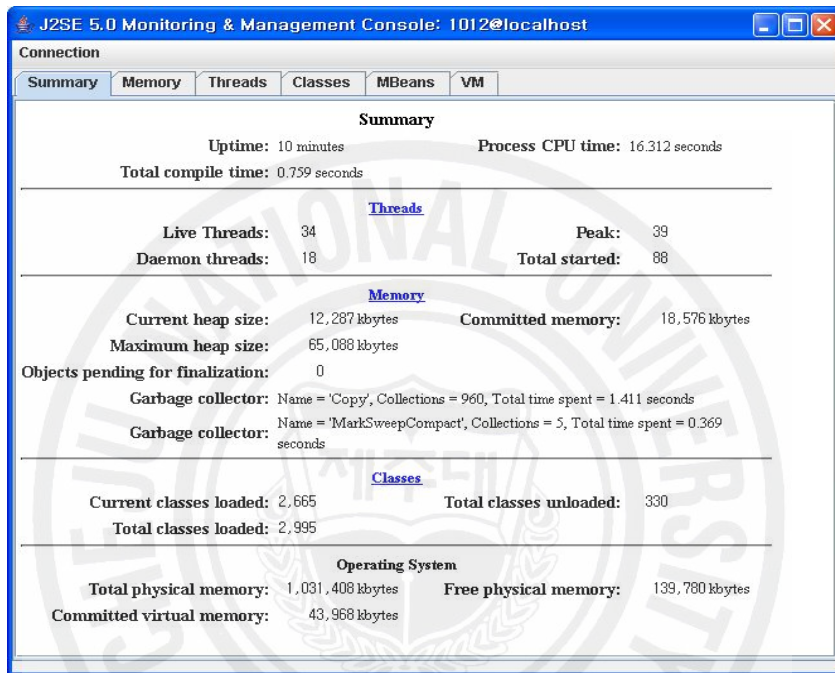 J2SE 5.0 Monitoring & Management Console: 1012@localhost
Connection
Summary Memory Threads Classes MBeans VM
Summary
Uptime: 10 minutes Process CPU time: 16.312 seconds
Total compile time: 0.759 seconds
Threads
Live Threads: 34 Peak: 39
Daemon threads: 18 Total started: 88
Memory
Current heap size: 12,287 kbytes Committed memory: 18,576 kbytes
Maximum heap size: 65,088 kbytes
Objects pending for finalization: 0
Garbage collector: Name = 'Copy', Collections = 960, Total time spent = 1.411 seconds
Garbage collector: Name = 'MarkSweepCompact', Collections = 5, Total time spent = 0.369
seconds
Classes
Current classes loaded: 2,665 Total classes unloaded: 330
Total classes loaded: 2,995
Operating System
Total physical memory: 1,031,408 kbytes Free physical memory: 139,780 kbytes
Committed virtual memory: 43,968 kbytes
CHEJU NATIONAL UNIVERSITY
제주대